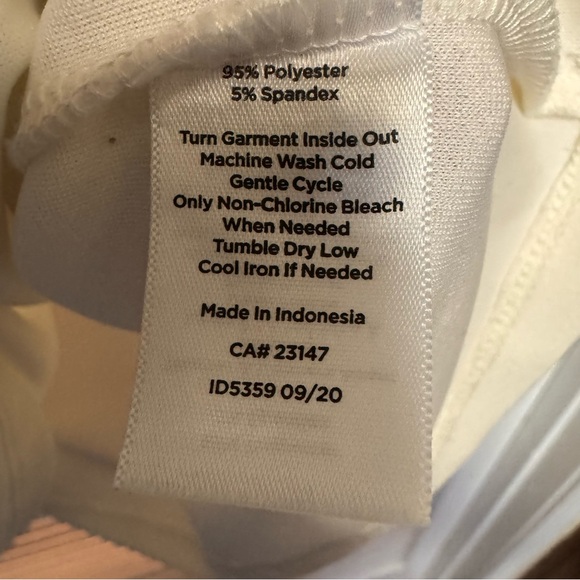 95% Polyester
5% Spandex
Turn Garment Inside Out
Machine Wash Cold
Gentle Cycle
Only Non-Chlorine Bleach
When Needed
Tumble Dry Low
Cool Iron If Needed
Made In Indonesia
CA# 23147
ID5359 09/20